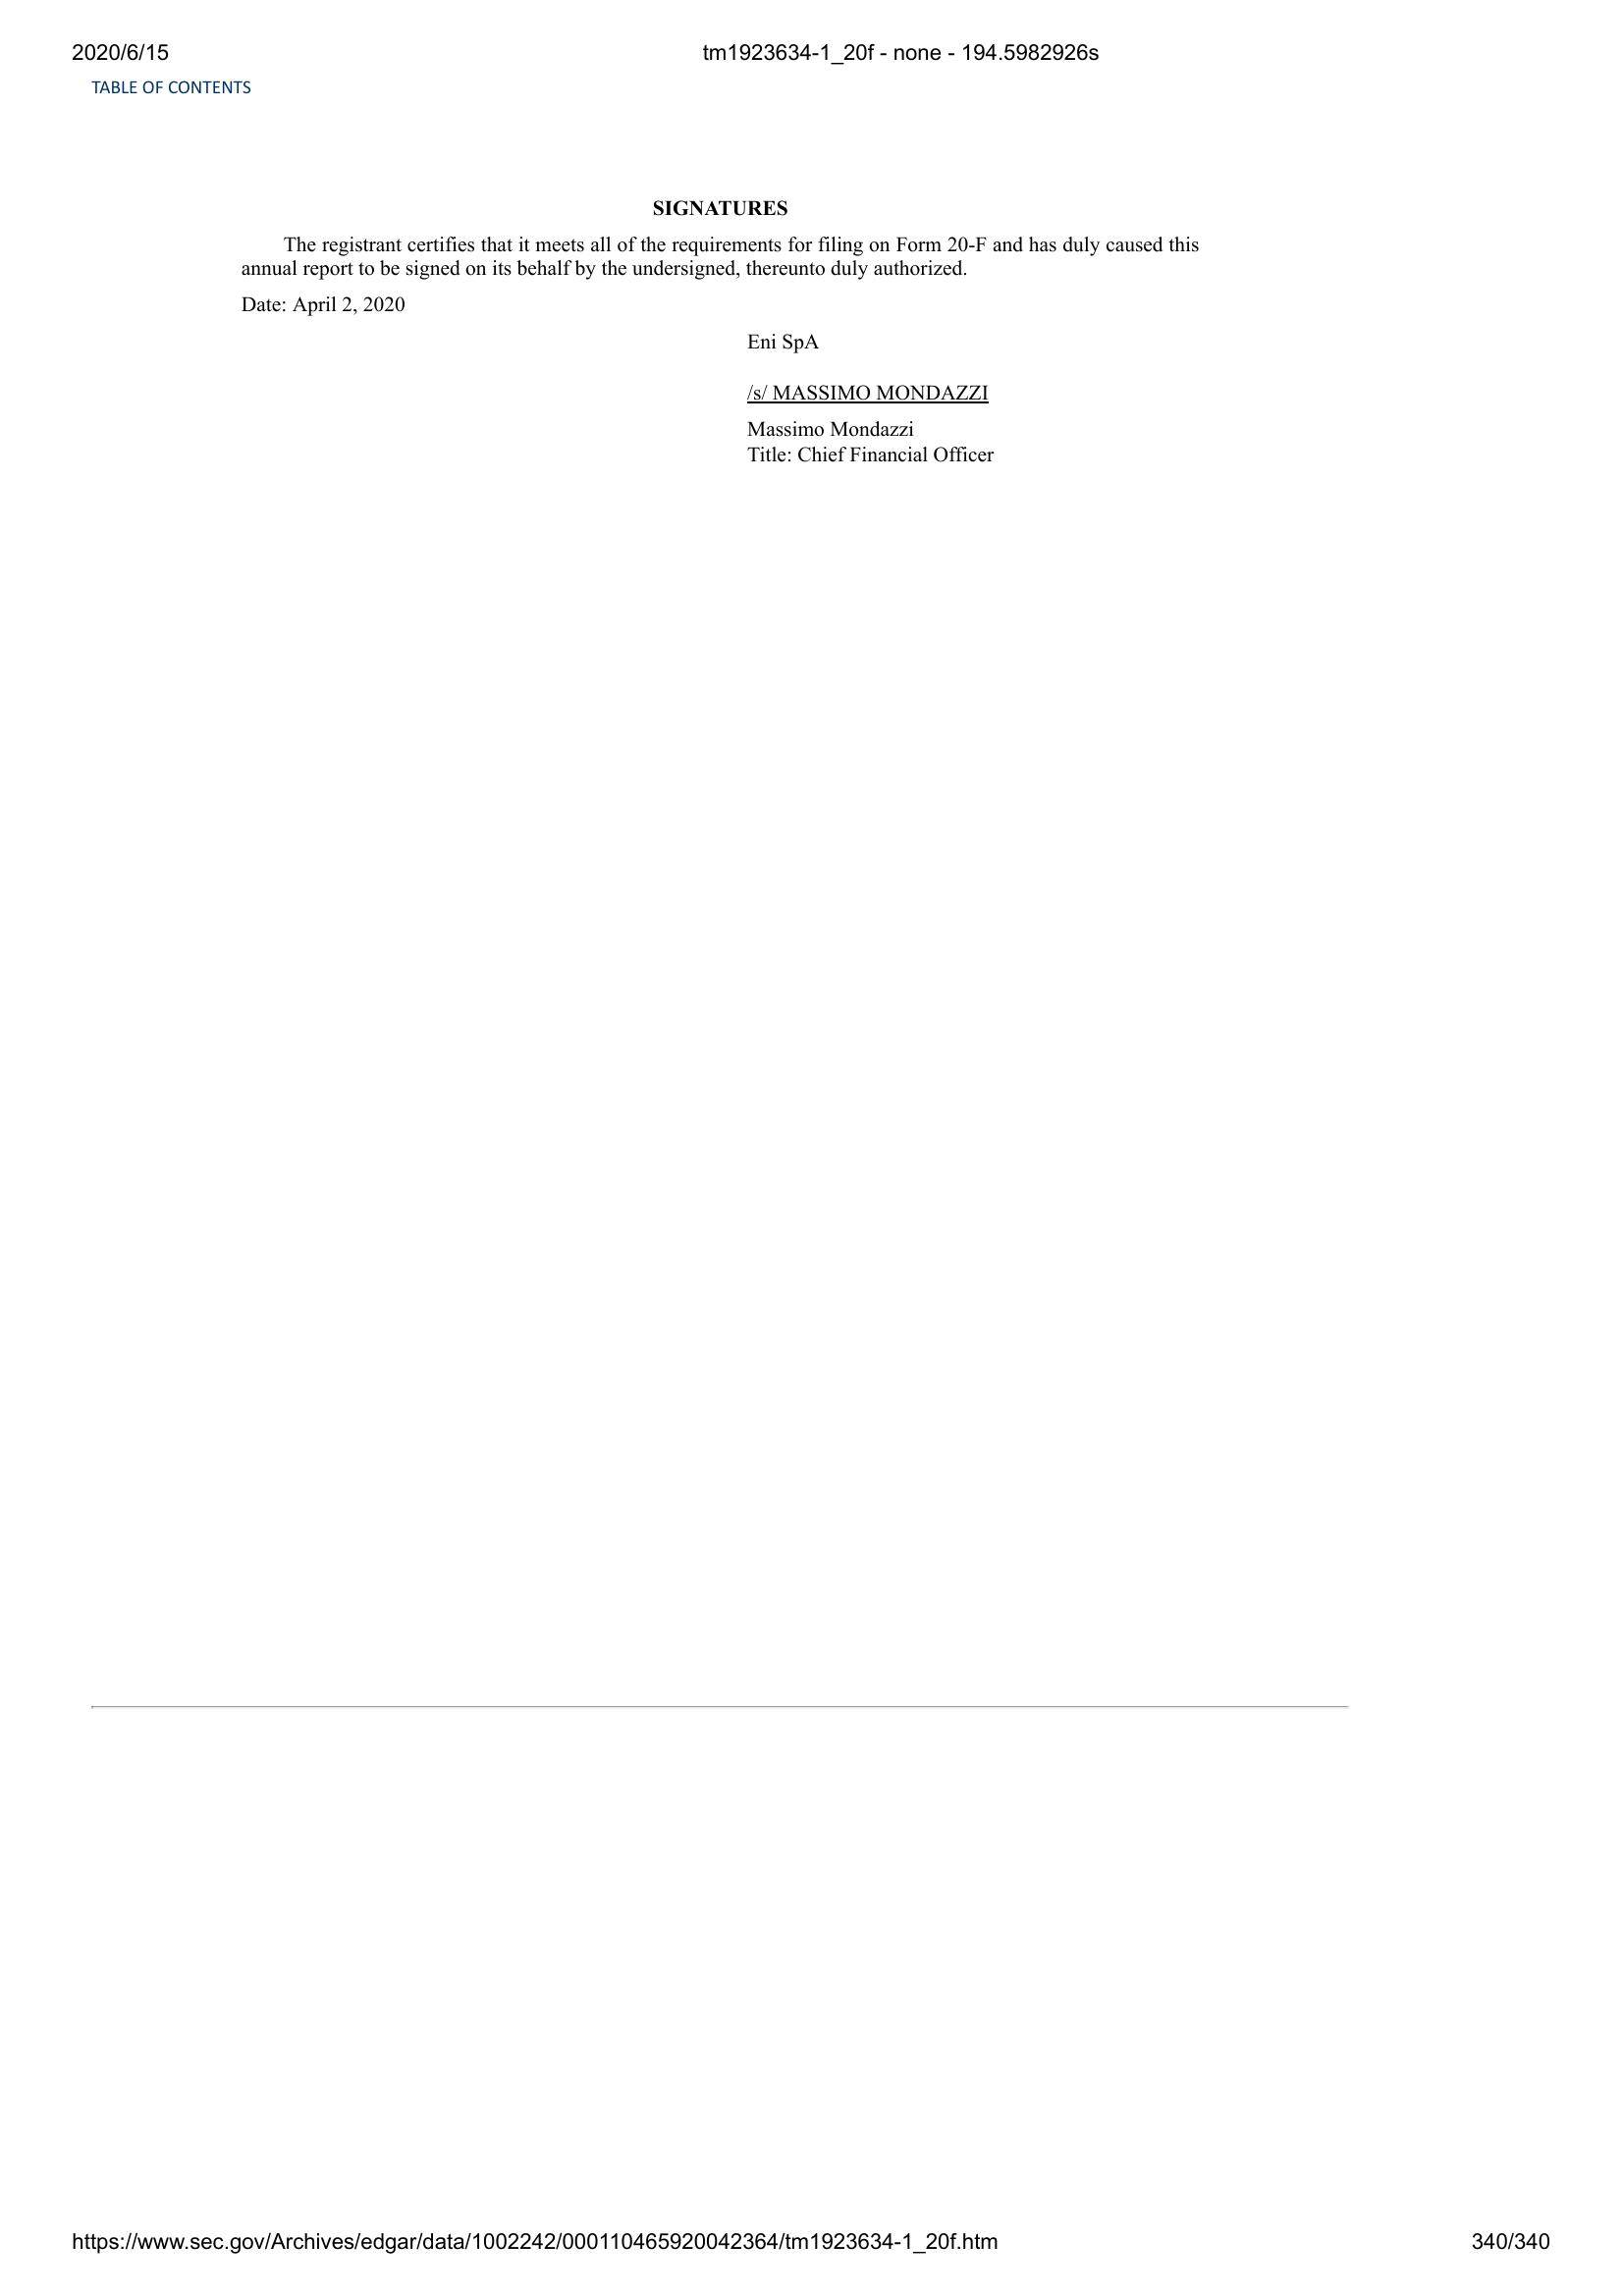 2020/6/15 tm1923634-1_20f - none - 194.5982926s
TABLE OF CONTENTS
SIGNATURES
The registrant certifies that it meets all of the requirements for filing on Form 20-F and has duly caused this
annual report to be signed on its behalf by the undersigned, thereunto duly authorized.
Date: April 2, 2020
Eni SpA
/s/ MASSIMO MONDAZZI
Massimo Mondazzi
Title: Chief Financial Officer
https://www.sec.gov/Archives/edgar/data/1002242/000110465920042364/tm1923634-1_20f.htm 340/340